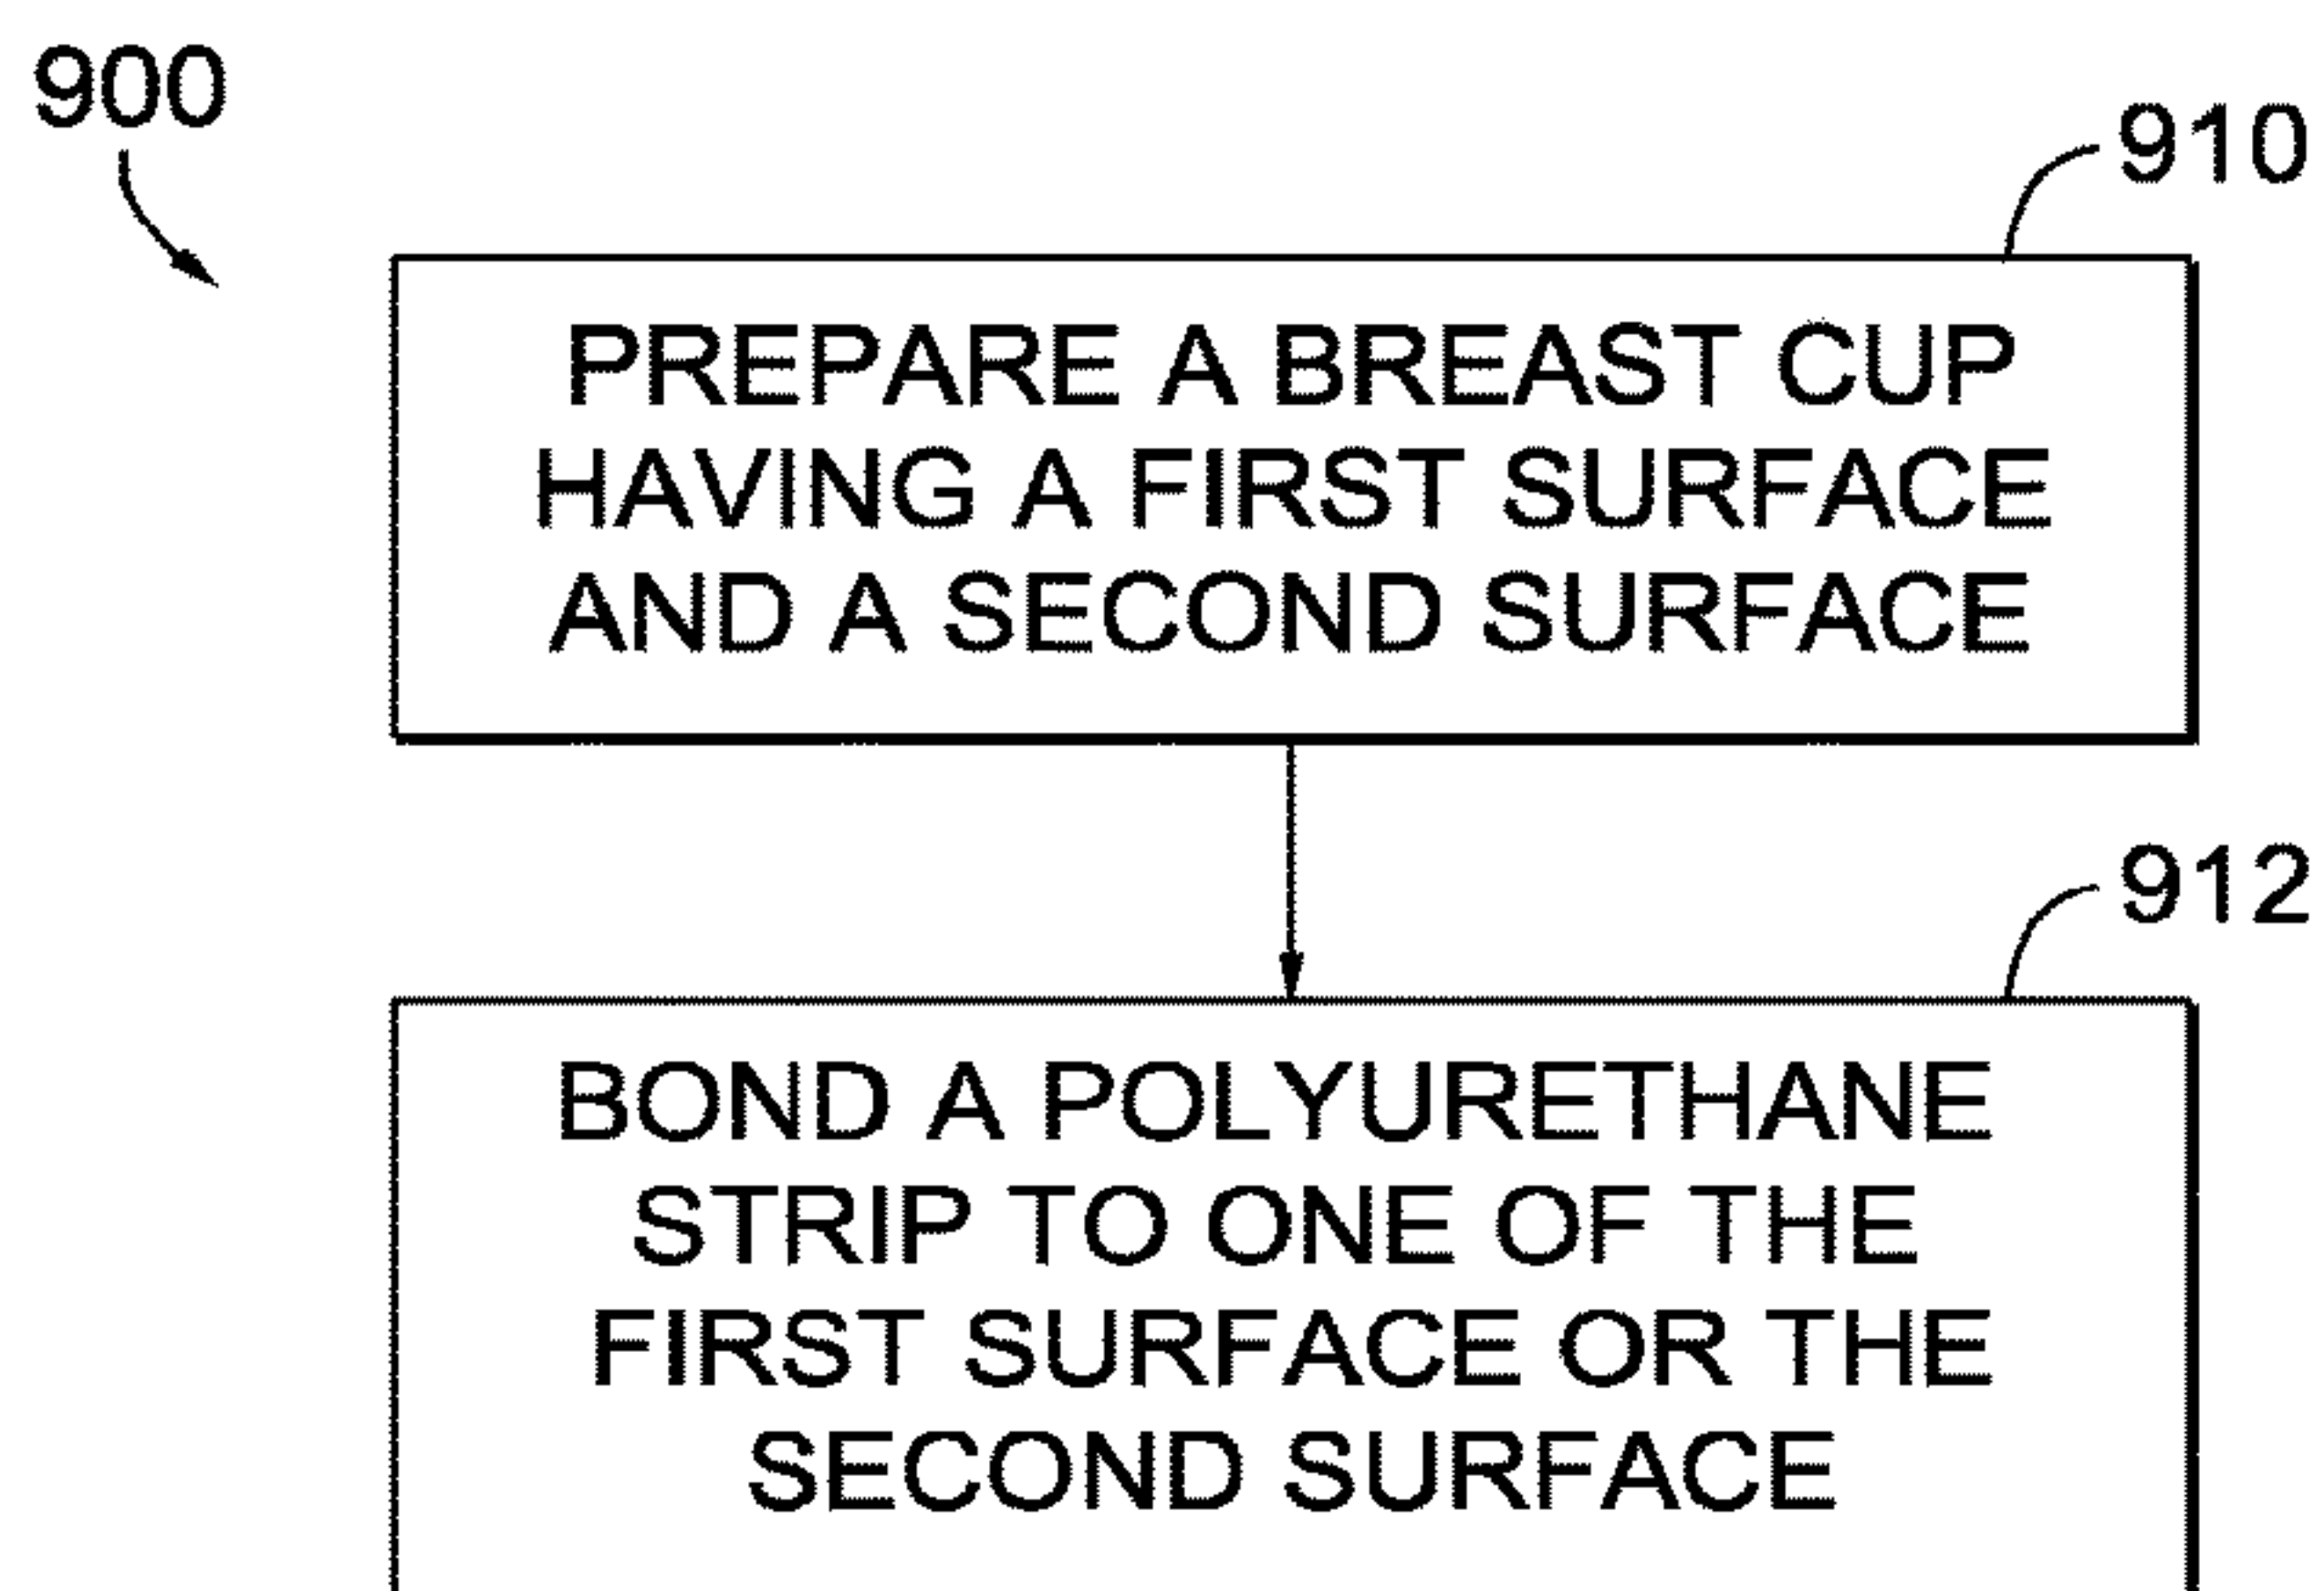 900
910
PREPARE A BREAST CUP
HAVING A FIRST SURFACE
AND A SECOND SURFACE
912
BOND A POLYURETHANE
STRIP TO ONE OF THE
FIRST SURFACE OR THE
SECOND SURFACE